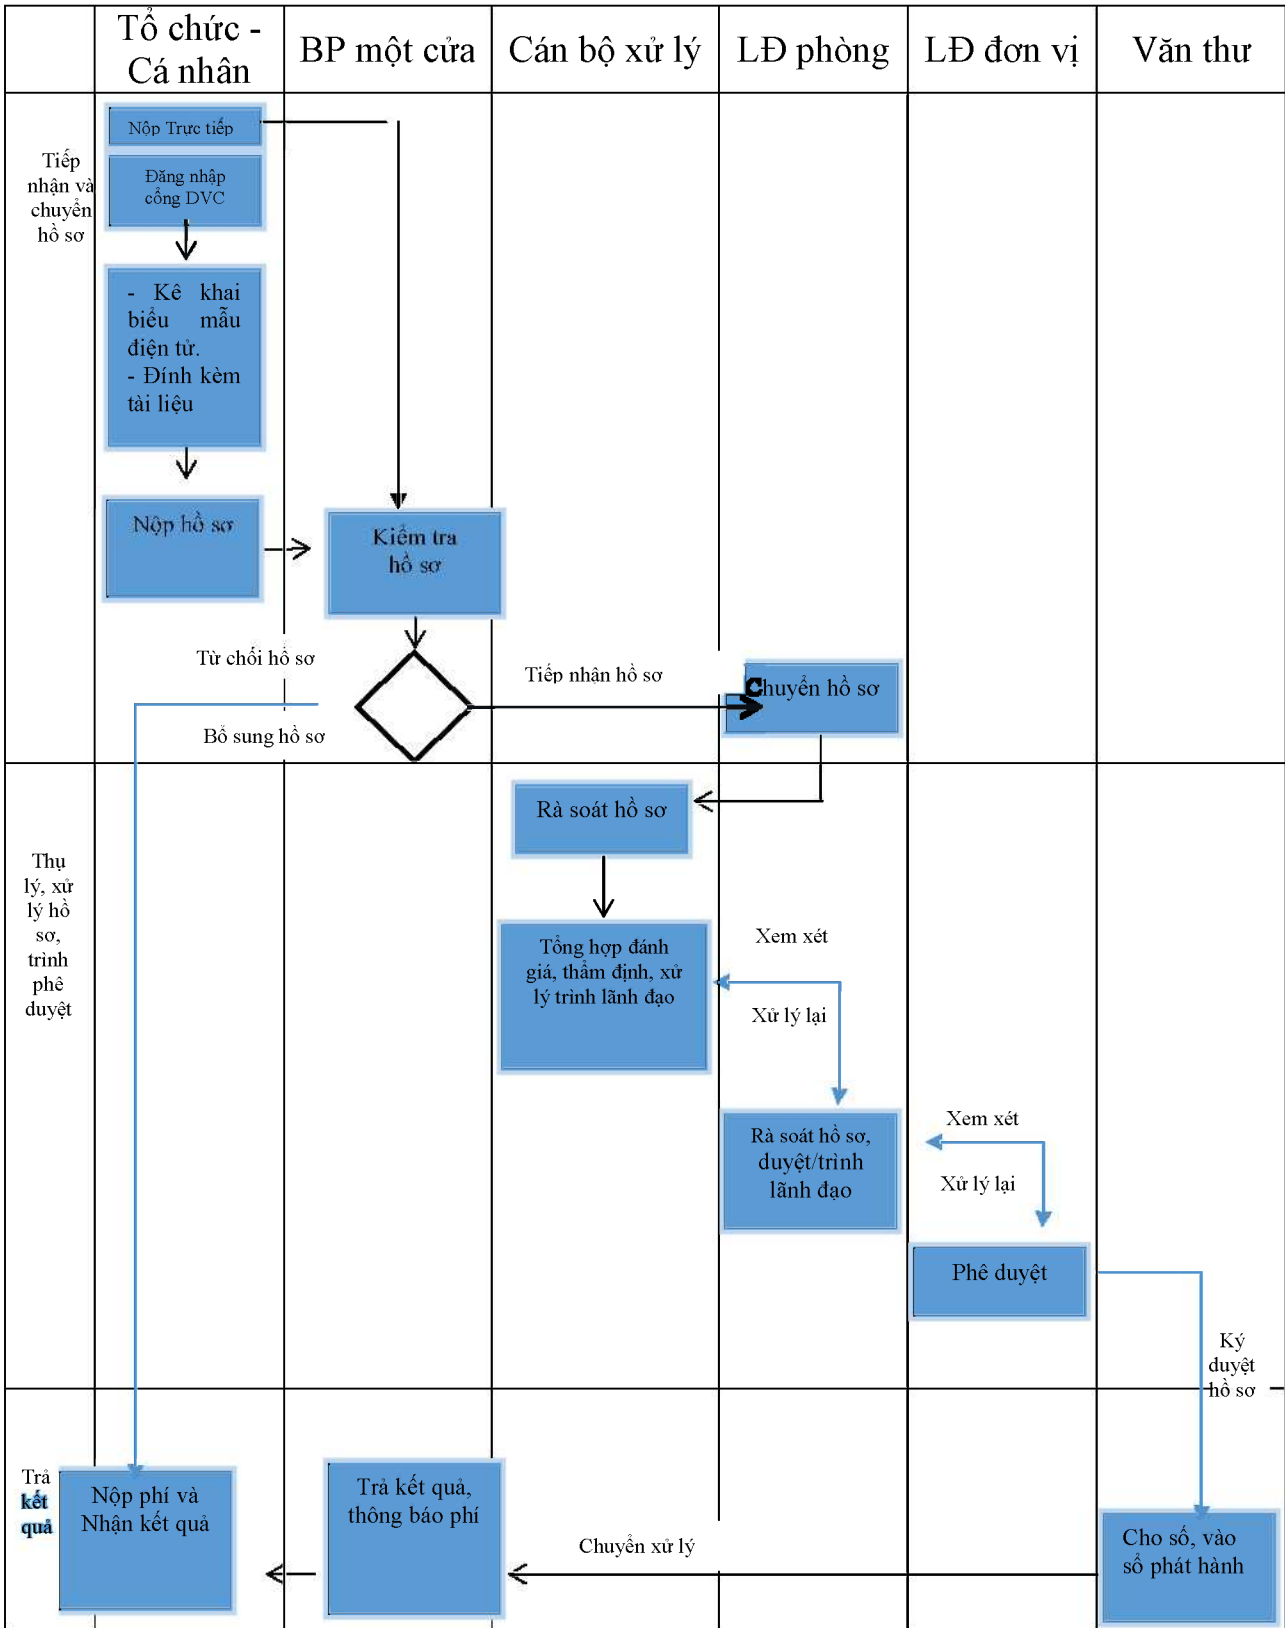 Tổ chức -
Cá nhân
BP một cửa
Cán bộ xử lý
LĐ phòng
LĐ đơn vị
Văn thư
Tiếp
nhận và
chuyển
hồ sơ
Nộp Trực tiếp
Đăng nhập
cổng DVC
- Kê khai
biểu mẫu
điện tử.
- Đính kèm
tài liệu
Nộp hồ sơ
Kiểm tra
hồ sơ
Từ chối hồ sơ
Bổ sung hồ sơ
Tiếp nhận hồ sơ
Chuyển hồ sơ
Thụ
lý, xử
lý hồ
sơ,
trình
phê
duyệt
Rà soát hồ sơ
Tổng hợp đánh
giá, thẩm định, xử
lý trình lãnh đạo
Xem xét
Xử lý lại
Rà soát hồ sơ,
duyệt/trình
lãnh đạo
Xem xét
Xử lý lại
Phê duyệt
Ký
duyệt
hồ sơ
Trả
kết
quả
Nộp phí và
Nhận kết quả
Trả kết quả,
thông báo phí
Chuyển xử lý
Cho số, vào
sổ phát hành